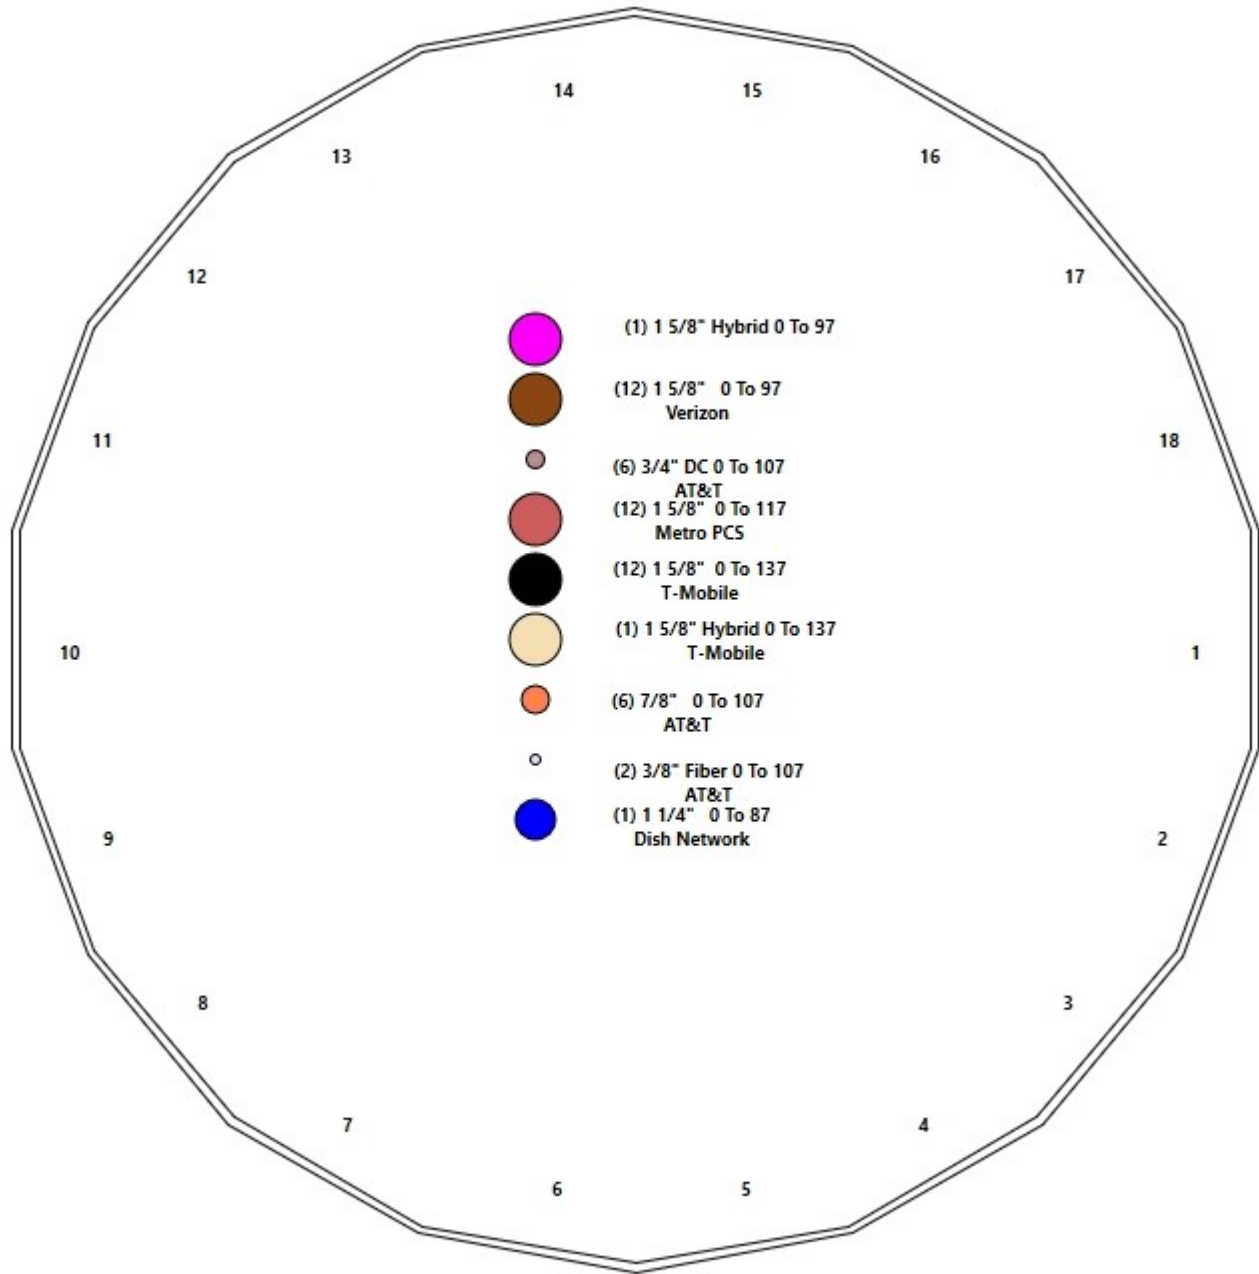 14
15
13
16
12
17
(1) 1 5/8" Hybrid 0 To 97
(12) 1 5/8" 0 To 97
Verizon
11
18
(6) 3/4" DC 0 To 107
AT&T
(12) 1 5/8" 0 To 117
Metro PCS
(12) 1 5/8" 0 To 137
T-Mobile
(1) 1 5/8" Hybrid 0 To 137
T-Mobile
10
1
(6) 7/8" 0 To 107
AT&T
(2) 3/8" Fiber 0 To 107
AT&T
(1) 1 1/4" 0 To 87
Dish Network
9
2
8
3
7
4
6
5